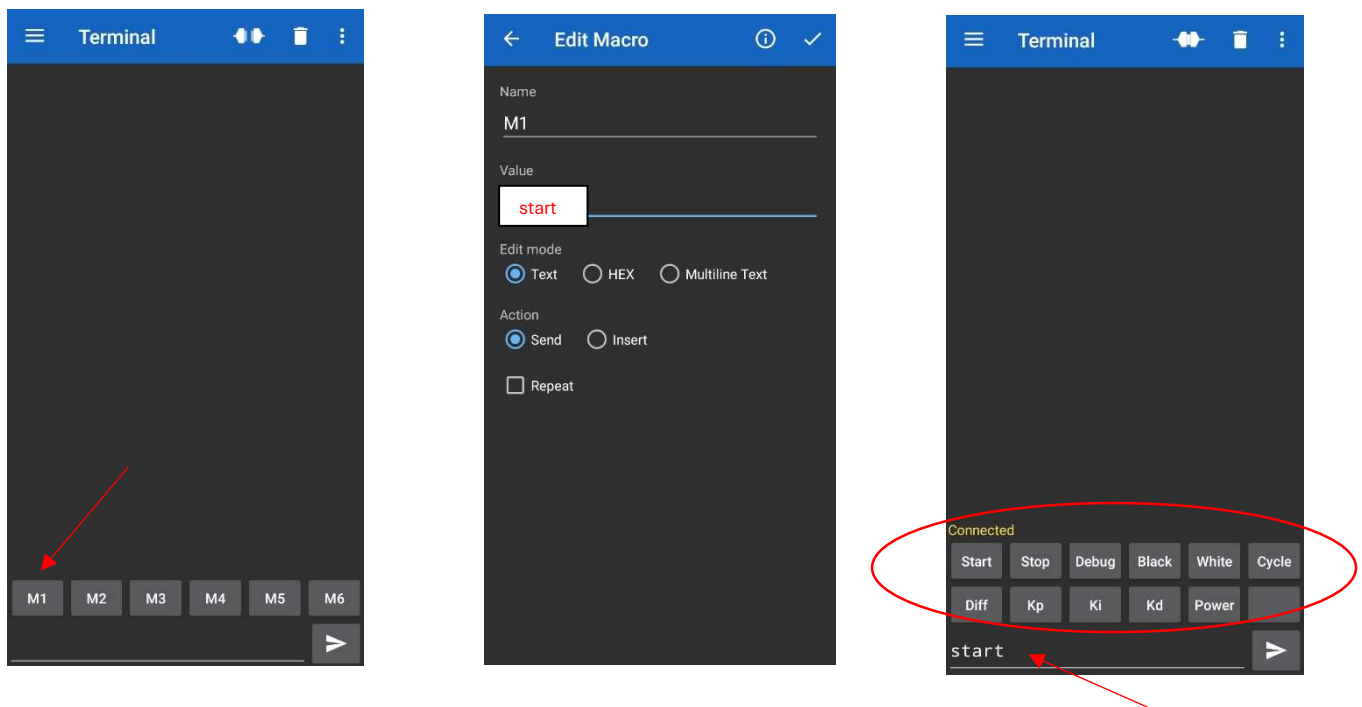 Terminal
M1 M2 M3 M4 M5 M6
Edit Macro
Name
M1
Value
start
Edit mode
Text HEX Multiline Text
Action
Send Insert
Repeat
Terminal
Connected
Start Stop Debug Black White Cycle
Diff Kp Ki Kd Power
start